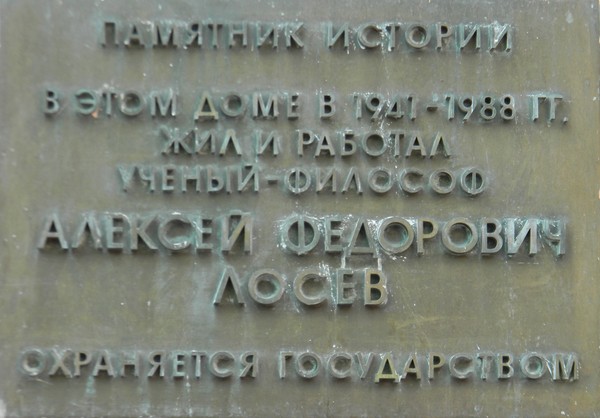 ПАМЯТНИК ИСТОРИИ
В ЭТОМ ДОМЕ В 1941-1988 ГГ.
ЖИЛ И РАБОТАЛ
УЧЕНЫЙ-ФИЛОСОФ
АЛЕКСЕЙ ФЕДОРОВИЧ
ЛОСЕВ
ОХРАНЯЕТСЯ ГОСУДАРСТВОМ